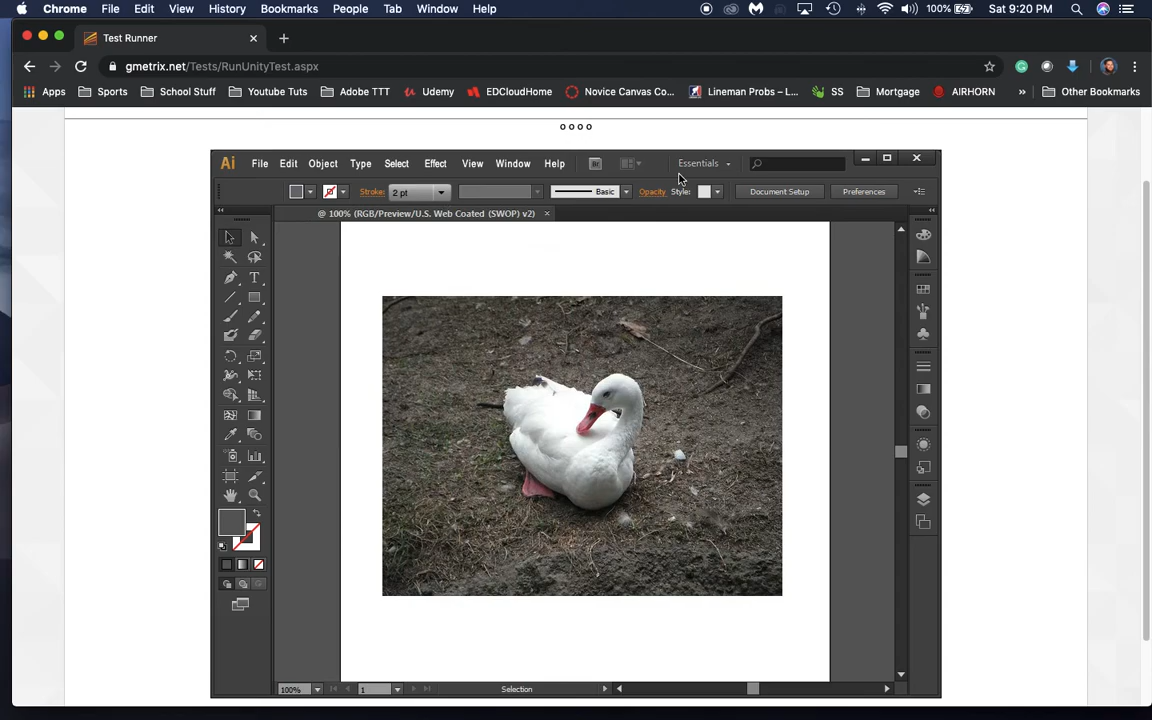 Chrome File Edit View History Bookmarks People Tab Window Help 100% Sat 9:20 PM
Test Runner
gmetrix.net/Tests/RunUnityTest.aspx
Apps Sports School Stuff Youtube Tuts Adobe TTT Udemy EDCloudHome Novice Canvas Co... Lineman Probs – L... SS Mortgage AIRHORN » Other Bookmarks
o o o o
Ai File Edit Object Type Select Effect View Window Help Br Essentials
Stroke: 2 pt Basic Opacity Style: Document Setup Preferences
@ 100% (RGB/Preview/U.S. Web Coated (SWOP) v2) ×
T
100% 1 Selection